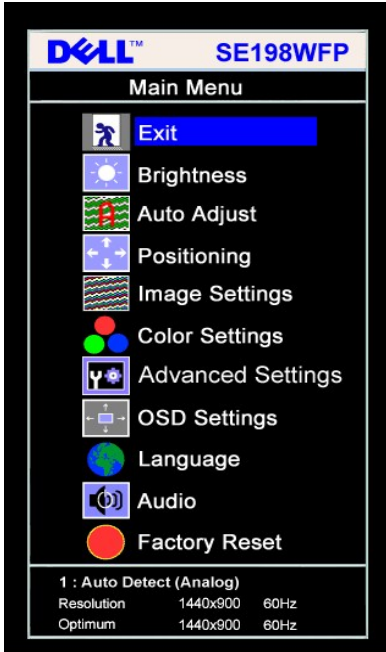 DELL™ SE198WFP
Main Menu
Exit
Brightness
Auto Adjust
Positioning
Image Settings
Color Settings
Advanced Settings
OSD Settings
Language
Audio
Factory Reset
1 : Auto Detect (Analog)
Resolution 1440x900 60Hz
Optimum 1440x900 60Hz